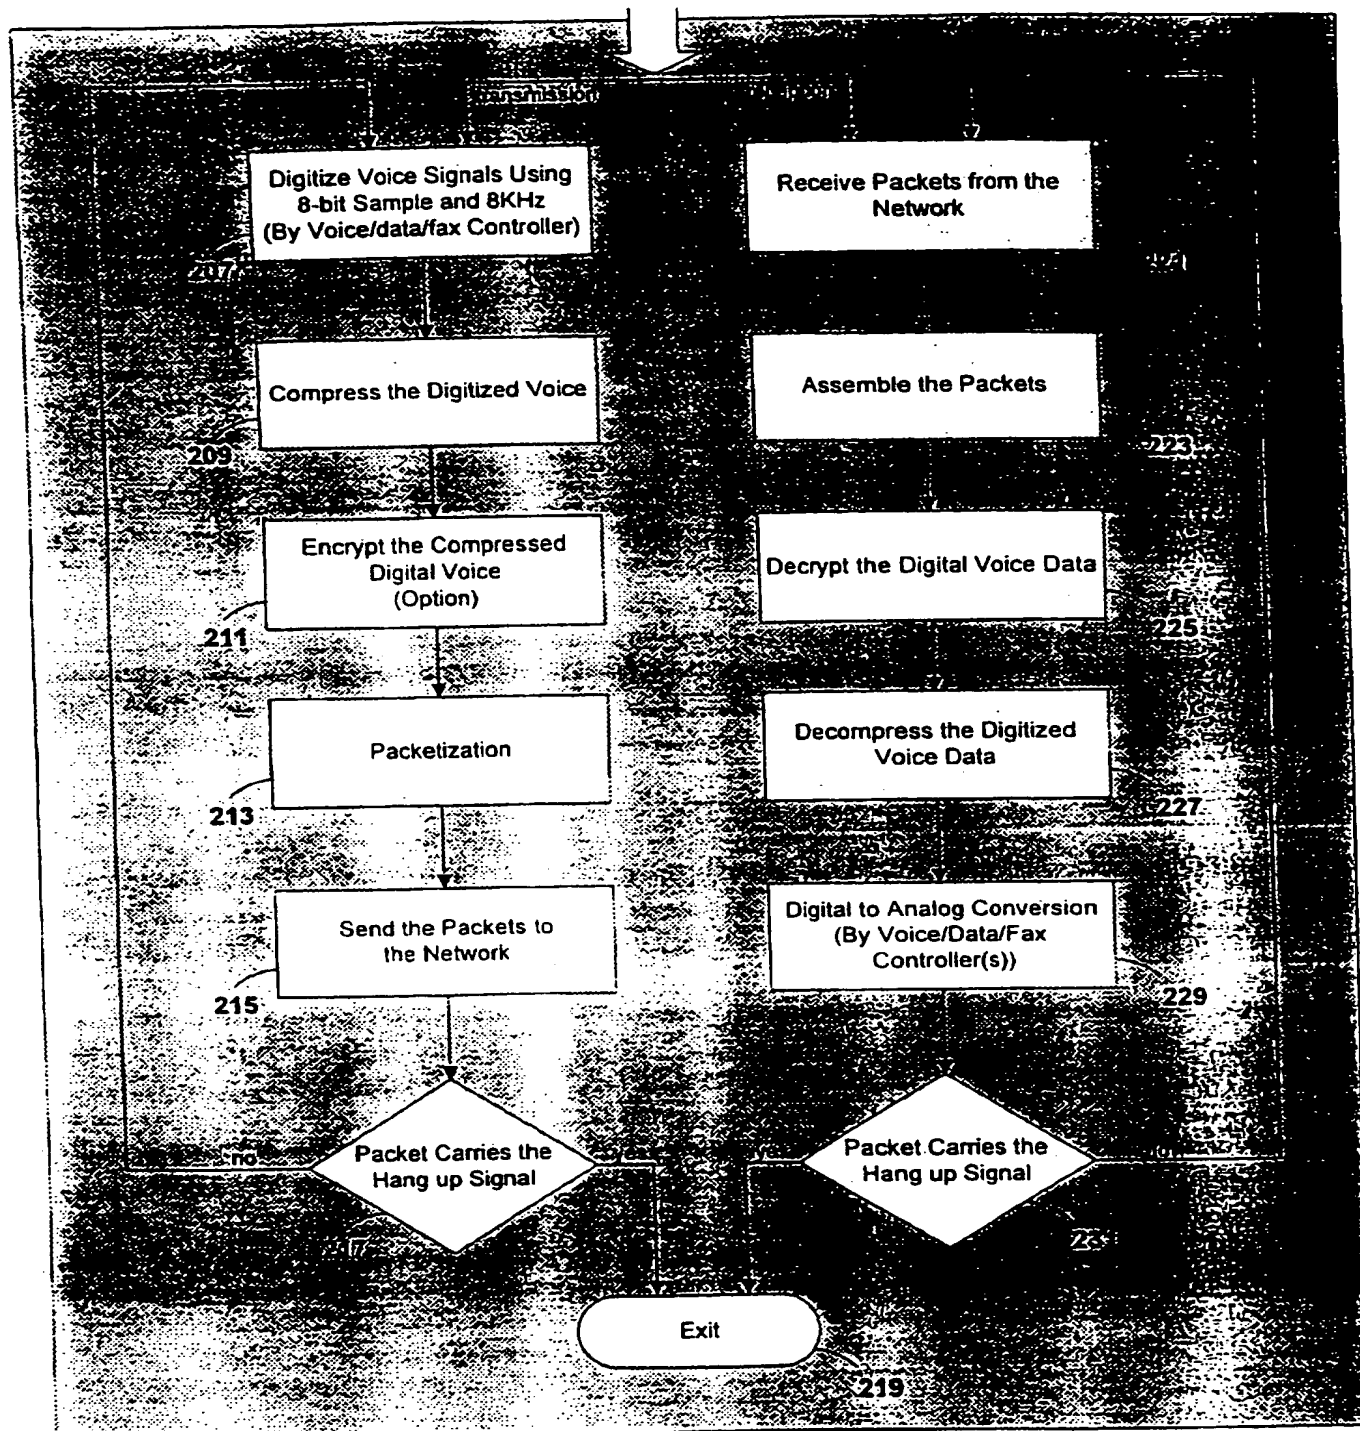 transmission
Digitize Voice Signals Using
8-bit Sample and 8KHz
(By Voice/data/fax Controller)
207
Compress the Digitized Voice
209
Encrypt the Compressed
Digital Voice
(Option)
211
Packetization
213
Send the Packets to
the Network
215
Packet Carries the
Hang up Signal
no
yes
Receive Packets from the
Network
221
Assemble the Packets
223
Decrypt the Digital Voice Data
225
Decompress the Digitized
Voice Data
227
Digital to Analog Conversion
(By Voice/Data/Fax
Controller(s))
229
Packet Carries the
Hang up Signal
yes
Exit
219